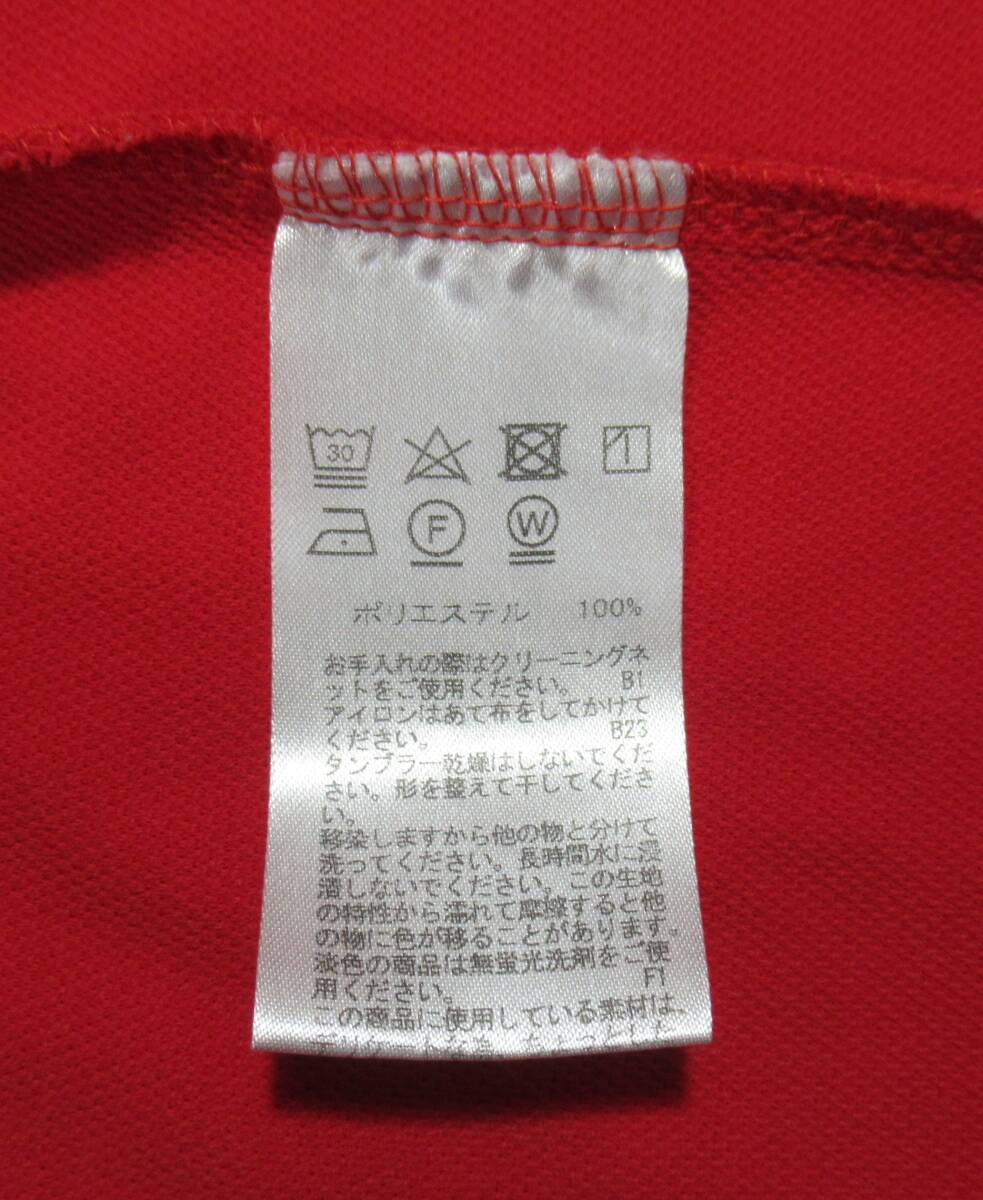 30
F W
ポリエステル 100%
お手入れの際はクリーニングネ
ットをご使用ください。 B1
アイロンはあて布をしてかけて
ください。 B23
タンブラー乾燥はしないでくだ
さい。形を整えて干してくださ
い。
移染しますから他の物と分けて
洗ってください。長時間水に浸
漬しないでください。この生地
の特性から濡れて摩擦すると他
の物に色が移ることがあります。
淡色の商品は無蛍光洗剤をご使
用ください。 F1
この商品に使用している素材は、